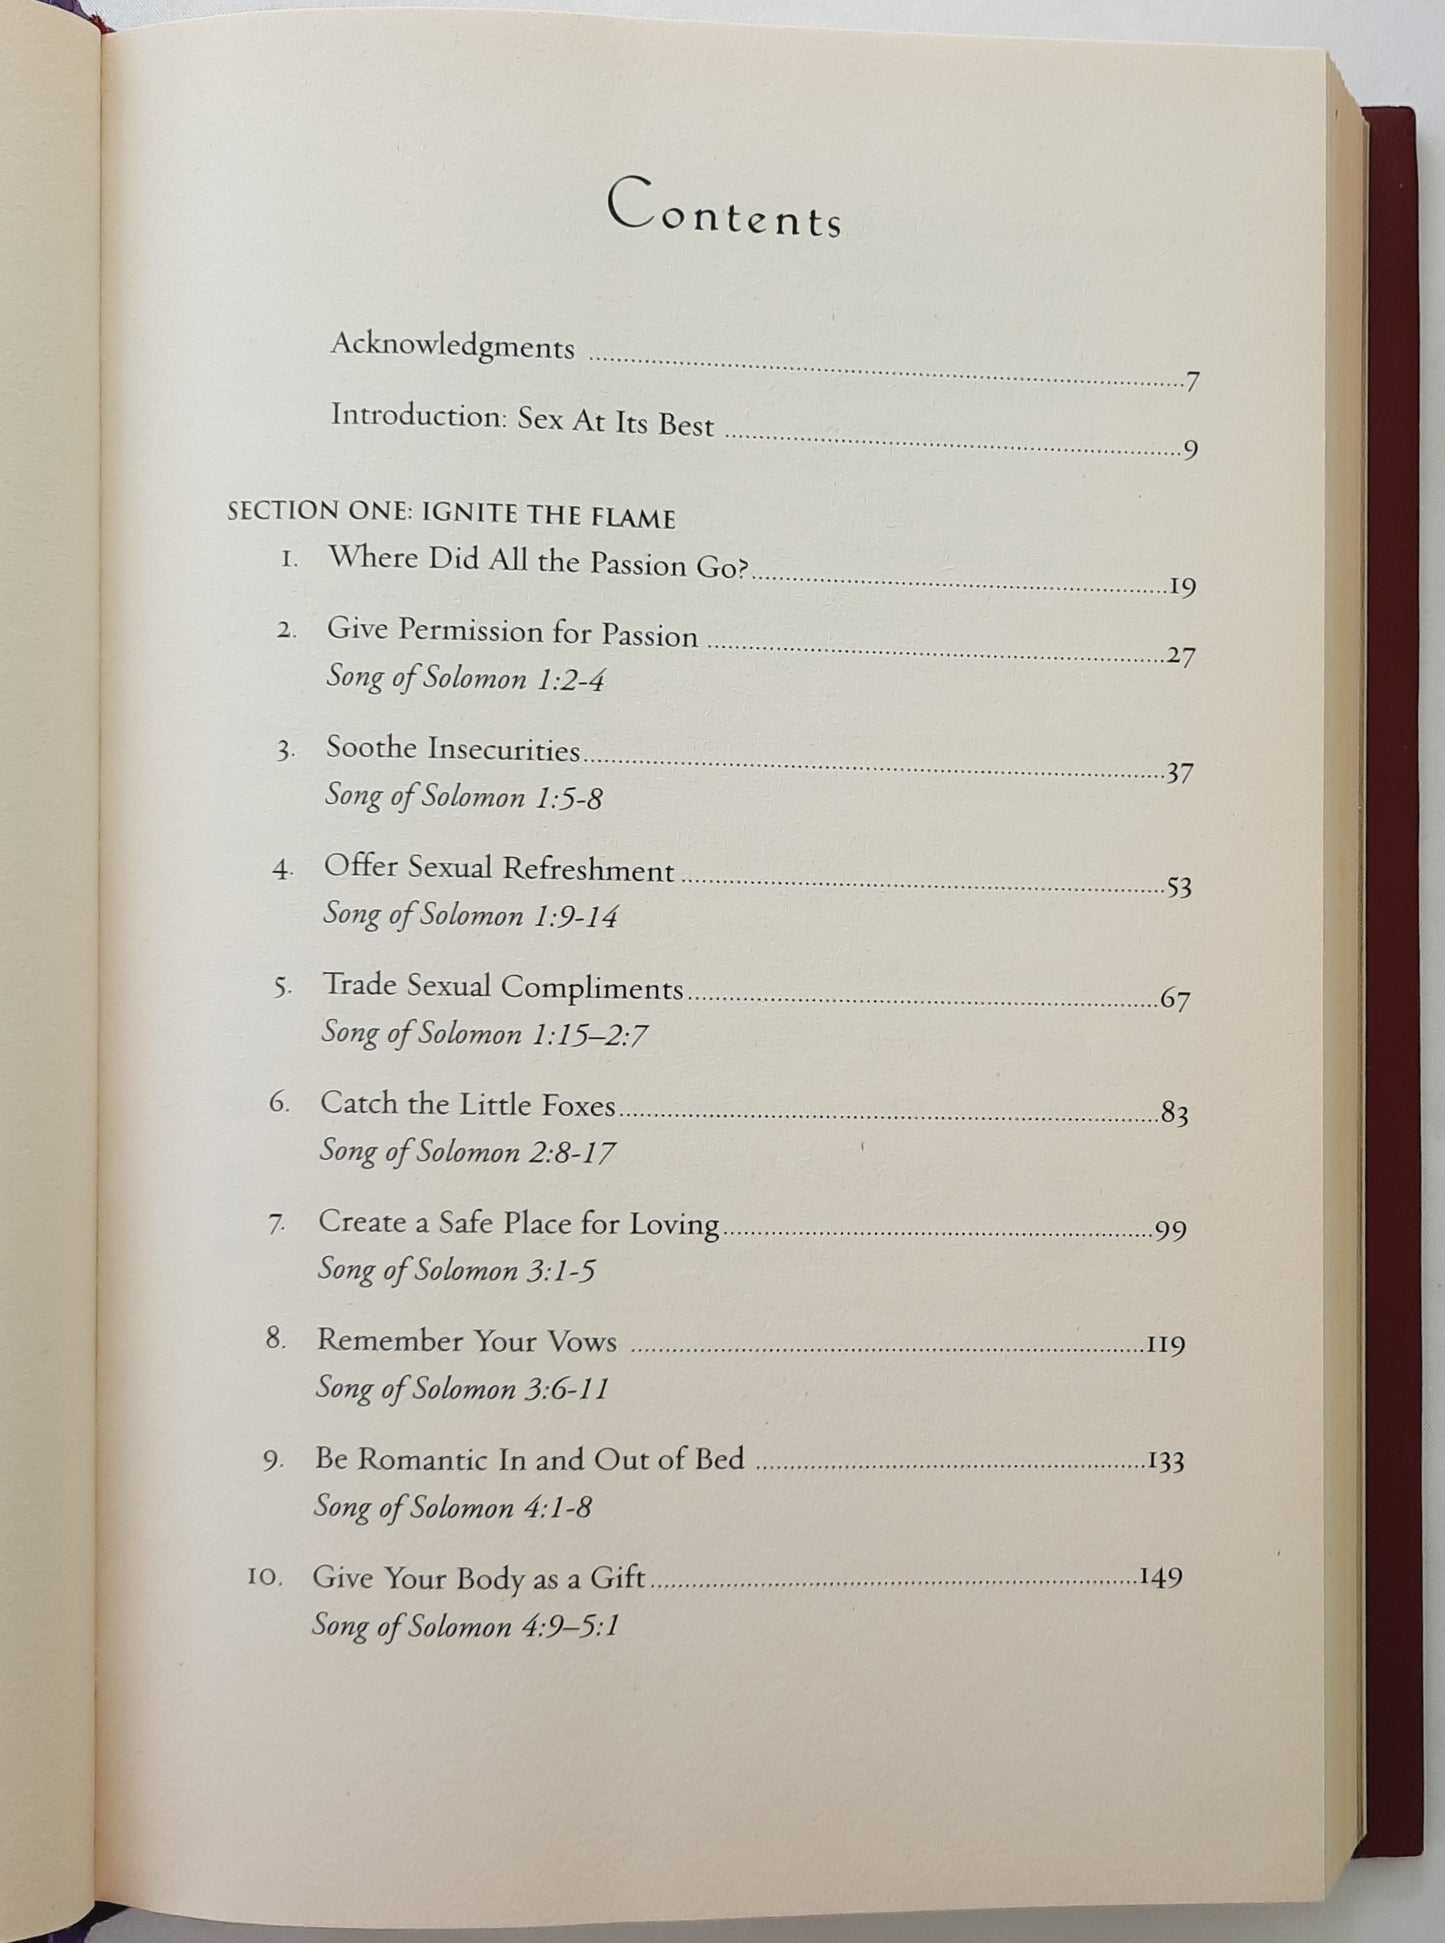 Contents
Acknowledgments ........................................................7
Introduction: Sex At Its Best ........................................................9
SECTION ONE: IGNITE THE FLAME
1. Where Did All the Passion Go?........................................................19
2. Give Permission for Passion ........................................................27
Song of Solomon 1:2-4
3. Soothe Insecurities........................................................37
Song of Solomon 1:5-8
4. Offer Sexual Refreshment ........................................................53
Song of Solomon 1:9-14
5. Trade Sexual Compliments........................................................67
Song of Solomon 1:15–2:7
6. Catch the Little Foxes........................................................83
Song of Solomon 2:8-17
7. Create a Safe Place for Loving........................................................99
Song of Solomon 3:1-5
8. Remember Your Vows ........................................................119
Song of Solomon 3:6-11
9. Be Romantic In and Out of Bed ........................................................133
Song of Solomon 4:1-8
10. Give Your Body as a Gift........................................................149
Song of Solomon 4:9–5:1